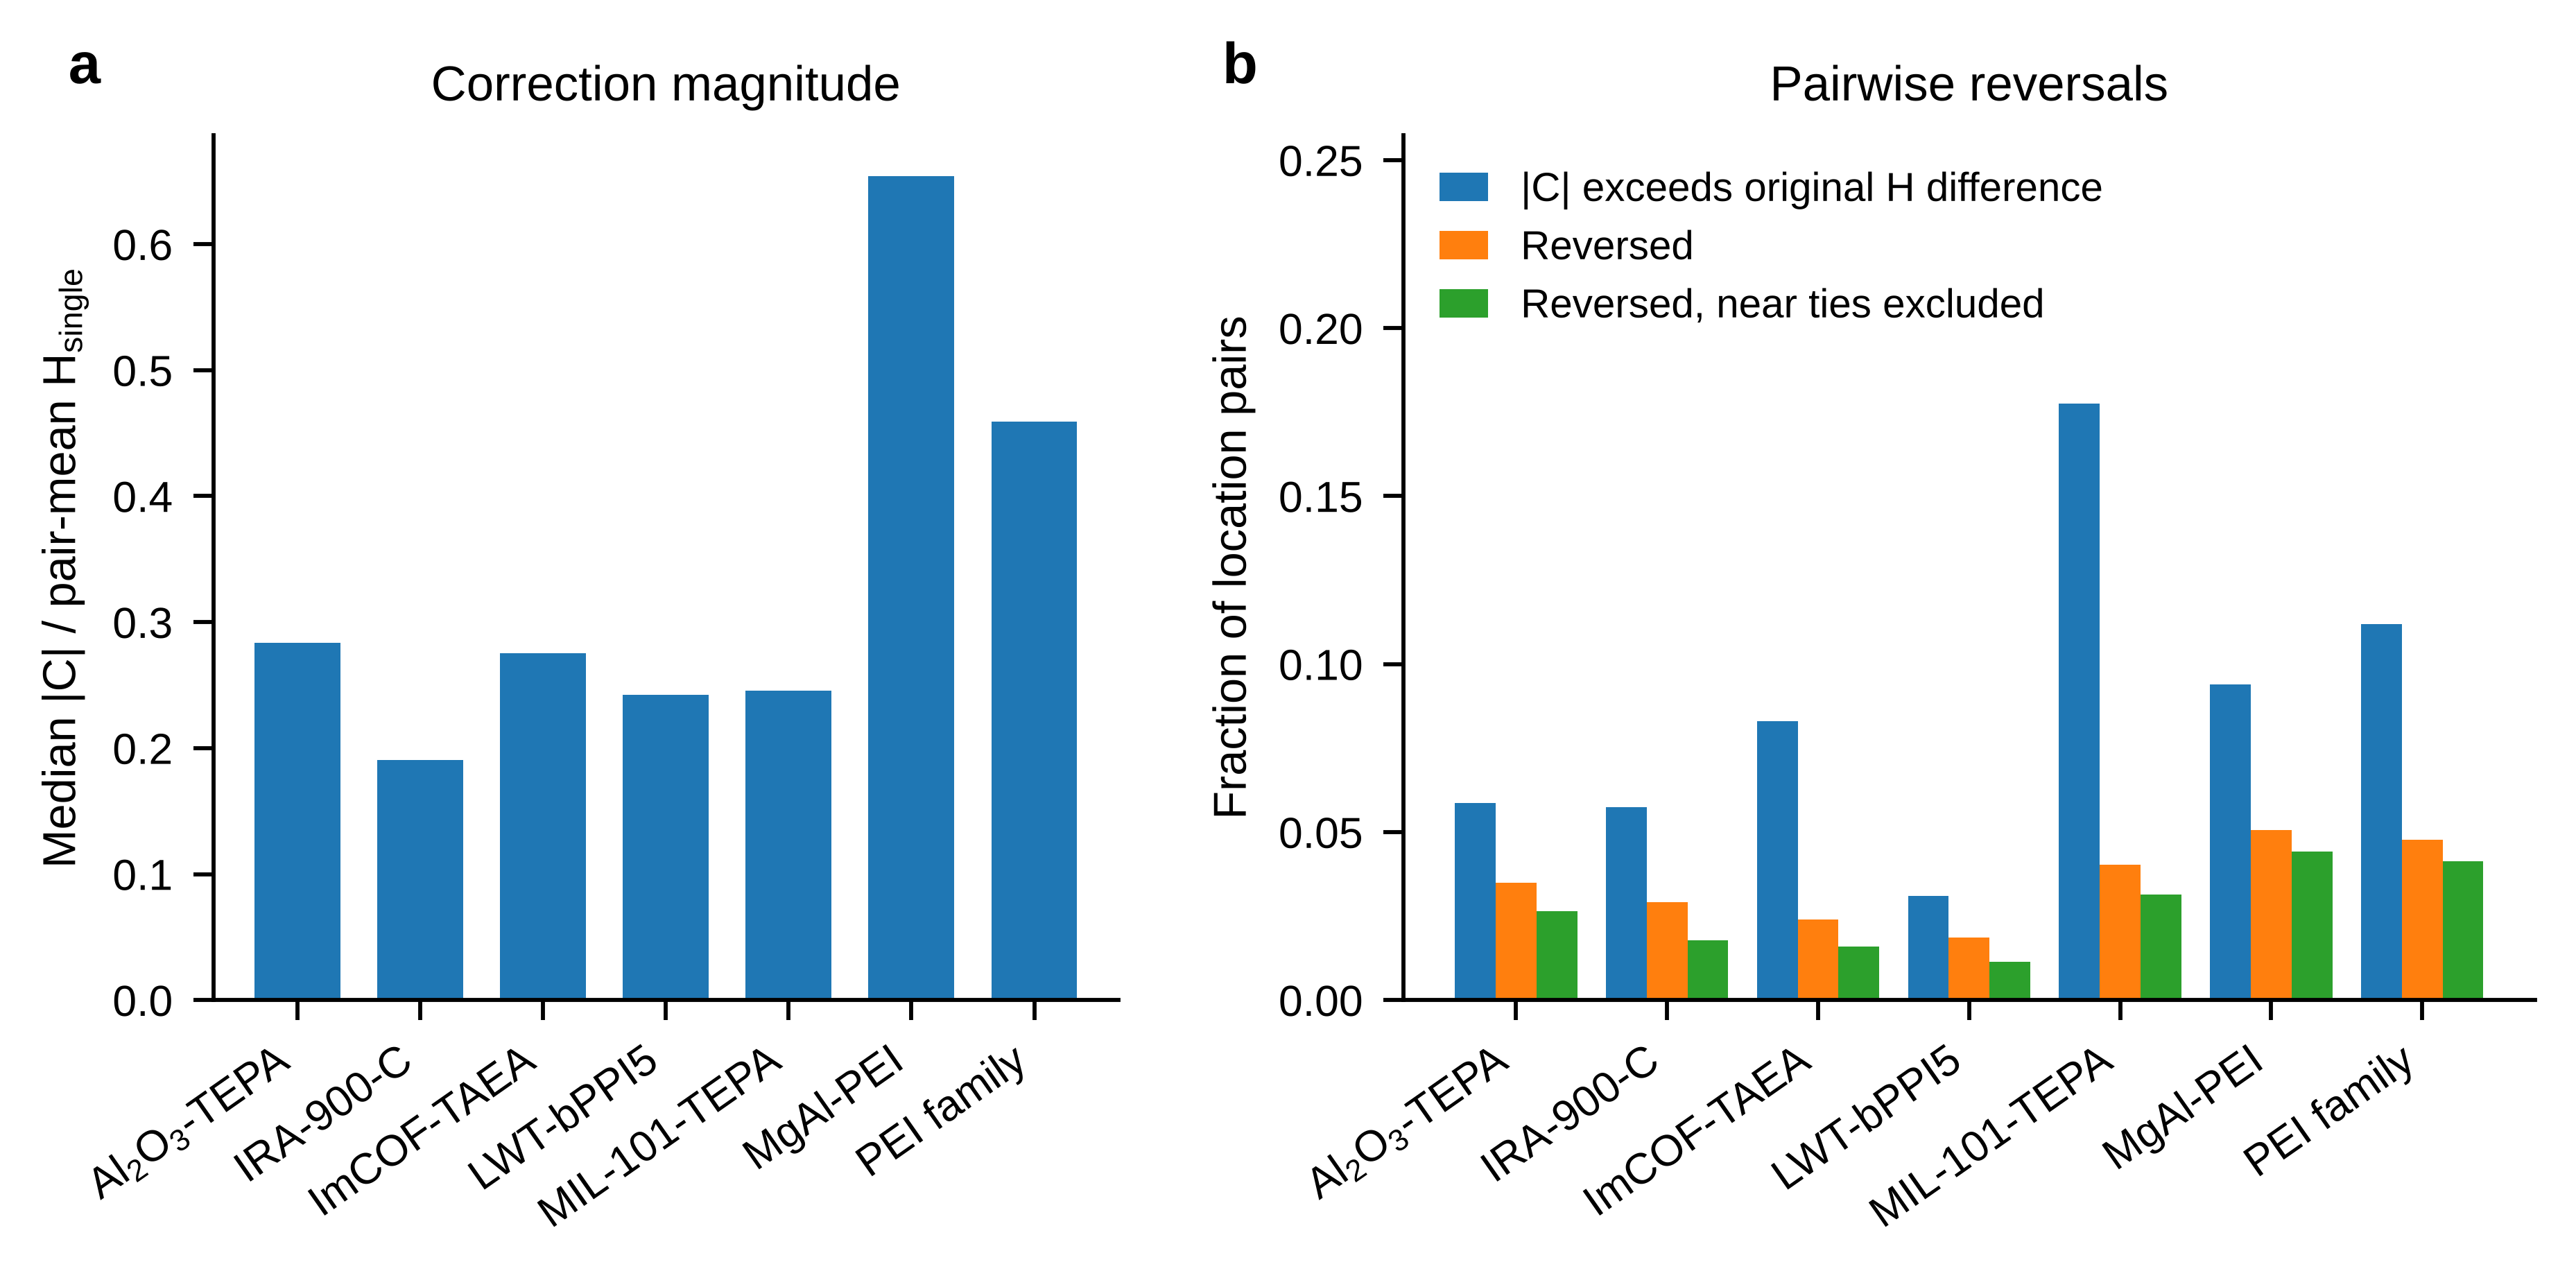 a
Correction magnitude
Median |C| / pair-mean Hsingle
0.6
0.5
0.4
0.3
0.2
0.1
0.0
Al2O3-TEPA
IRA-900-C
ImCOF-TAEA
LWT-bPPI5
MIL-101-TEPA
MgAl-PEI
PEI family
b
Pairwise reversals
Fraction of location pairs
0.25
0.20
0.15
0.10
0.05
0.00
|C| exceeds original H difference
Reversed
Reversed, near ties excluded
Al2O3-TEPA
IRA-900-C
ImCOF-TAEA
LWT-bPPI5
MIL-101-TEPA
MgAl-PEI
PEI family